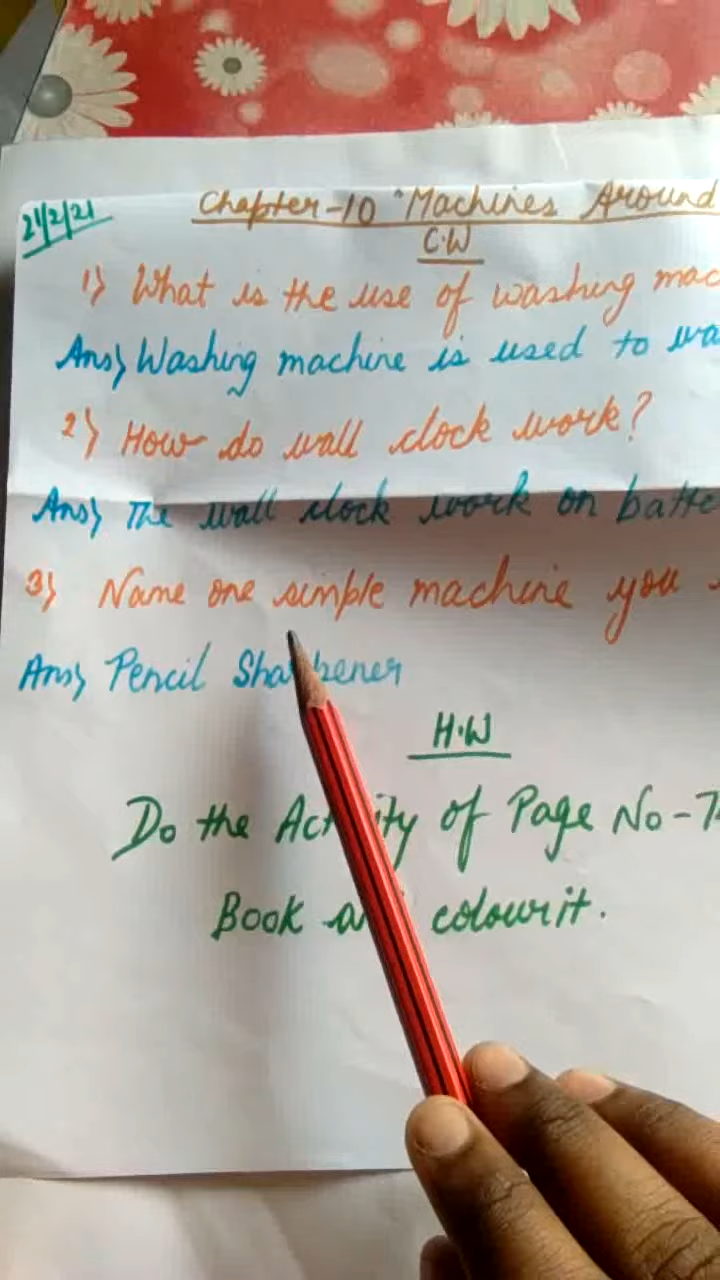 21/2/21
Chapter-10 "Machines Around
C.W
1) What is the use of washing mac
Ans) Washing machine is used to wa
2) How do wall clock work?
Ans) The wall clock work on batte
3) Name one simple machine you
Ans) Pencil Sharpener
H.W
Do the Activity of Page No-7
Book and colour it.